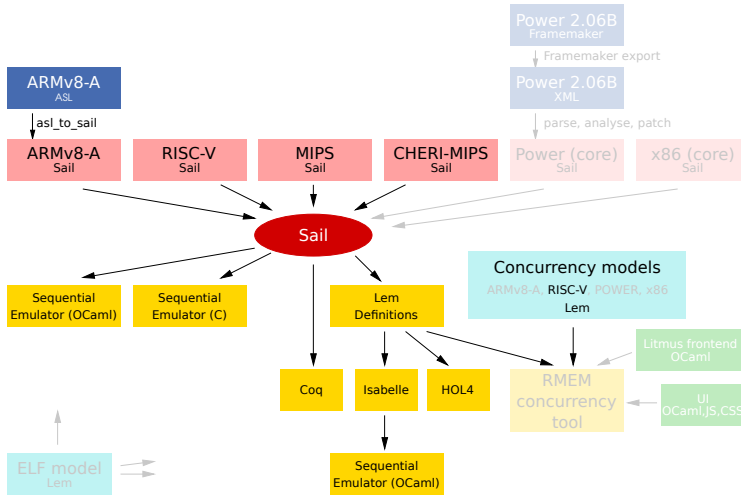 Power 2.06B
Framemaker
Framemaker export
ARMv8-A
ASL
Power 2.06B
XML
asl_to_sail
parse, analyse, patch
ARMv8-A
Sail
RISC-V
Sail
MIPS
Sail
CHERI-MIPS
Sail
Power (core)
Sail
x86 (core)
Sail
Sail
Concurrency models
ARMv8-A, RISC-V, POWER, x86
Lem
Sequential
Emulator (OCaml)
Sequential
Emulator (C)
Lem
Definitions
Litmus frontend
OCaml
Coq
Isabelle
HOL4
RMEM
concurrency
tool
UI
OCaml,JS,CSS
ELF model
Lem
Sequential
Emulator (OCaml)